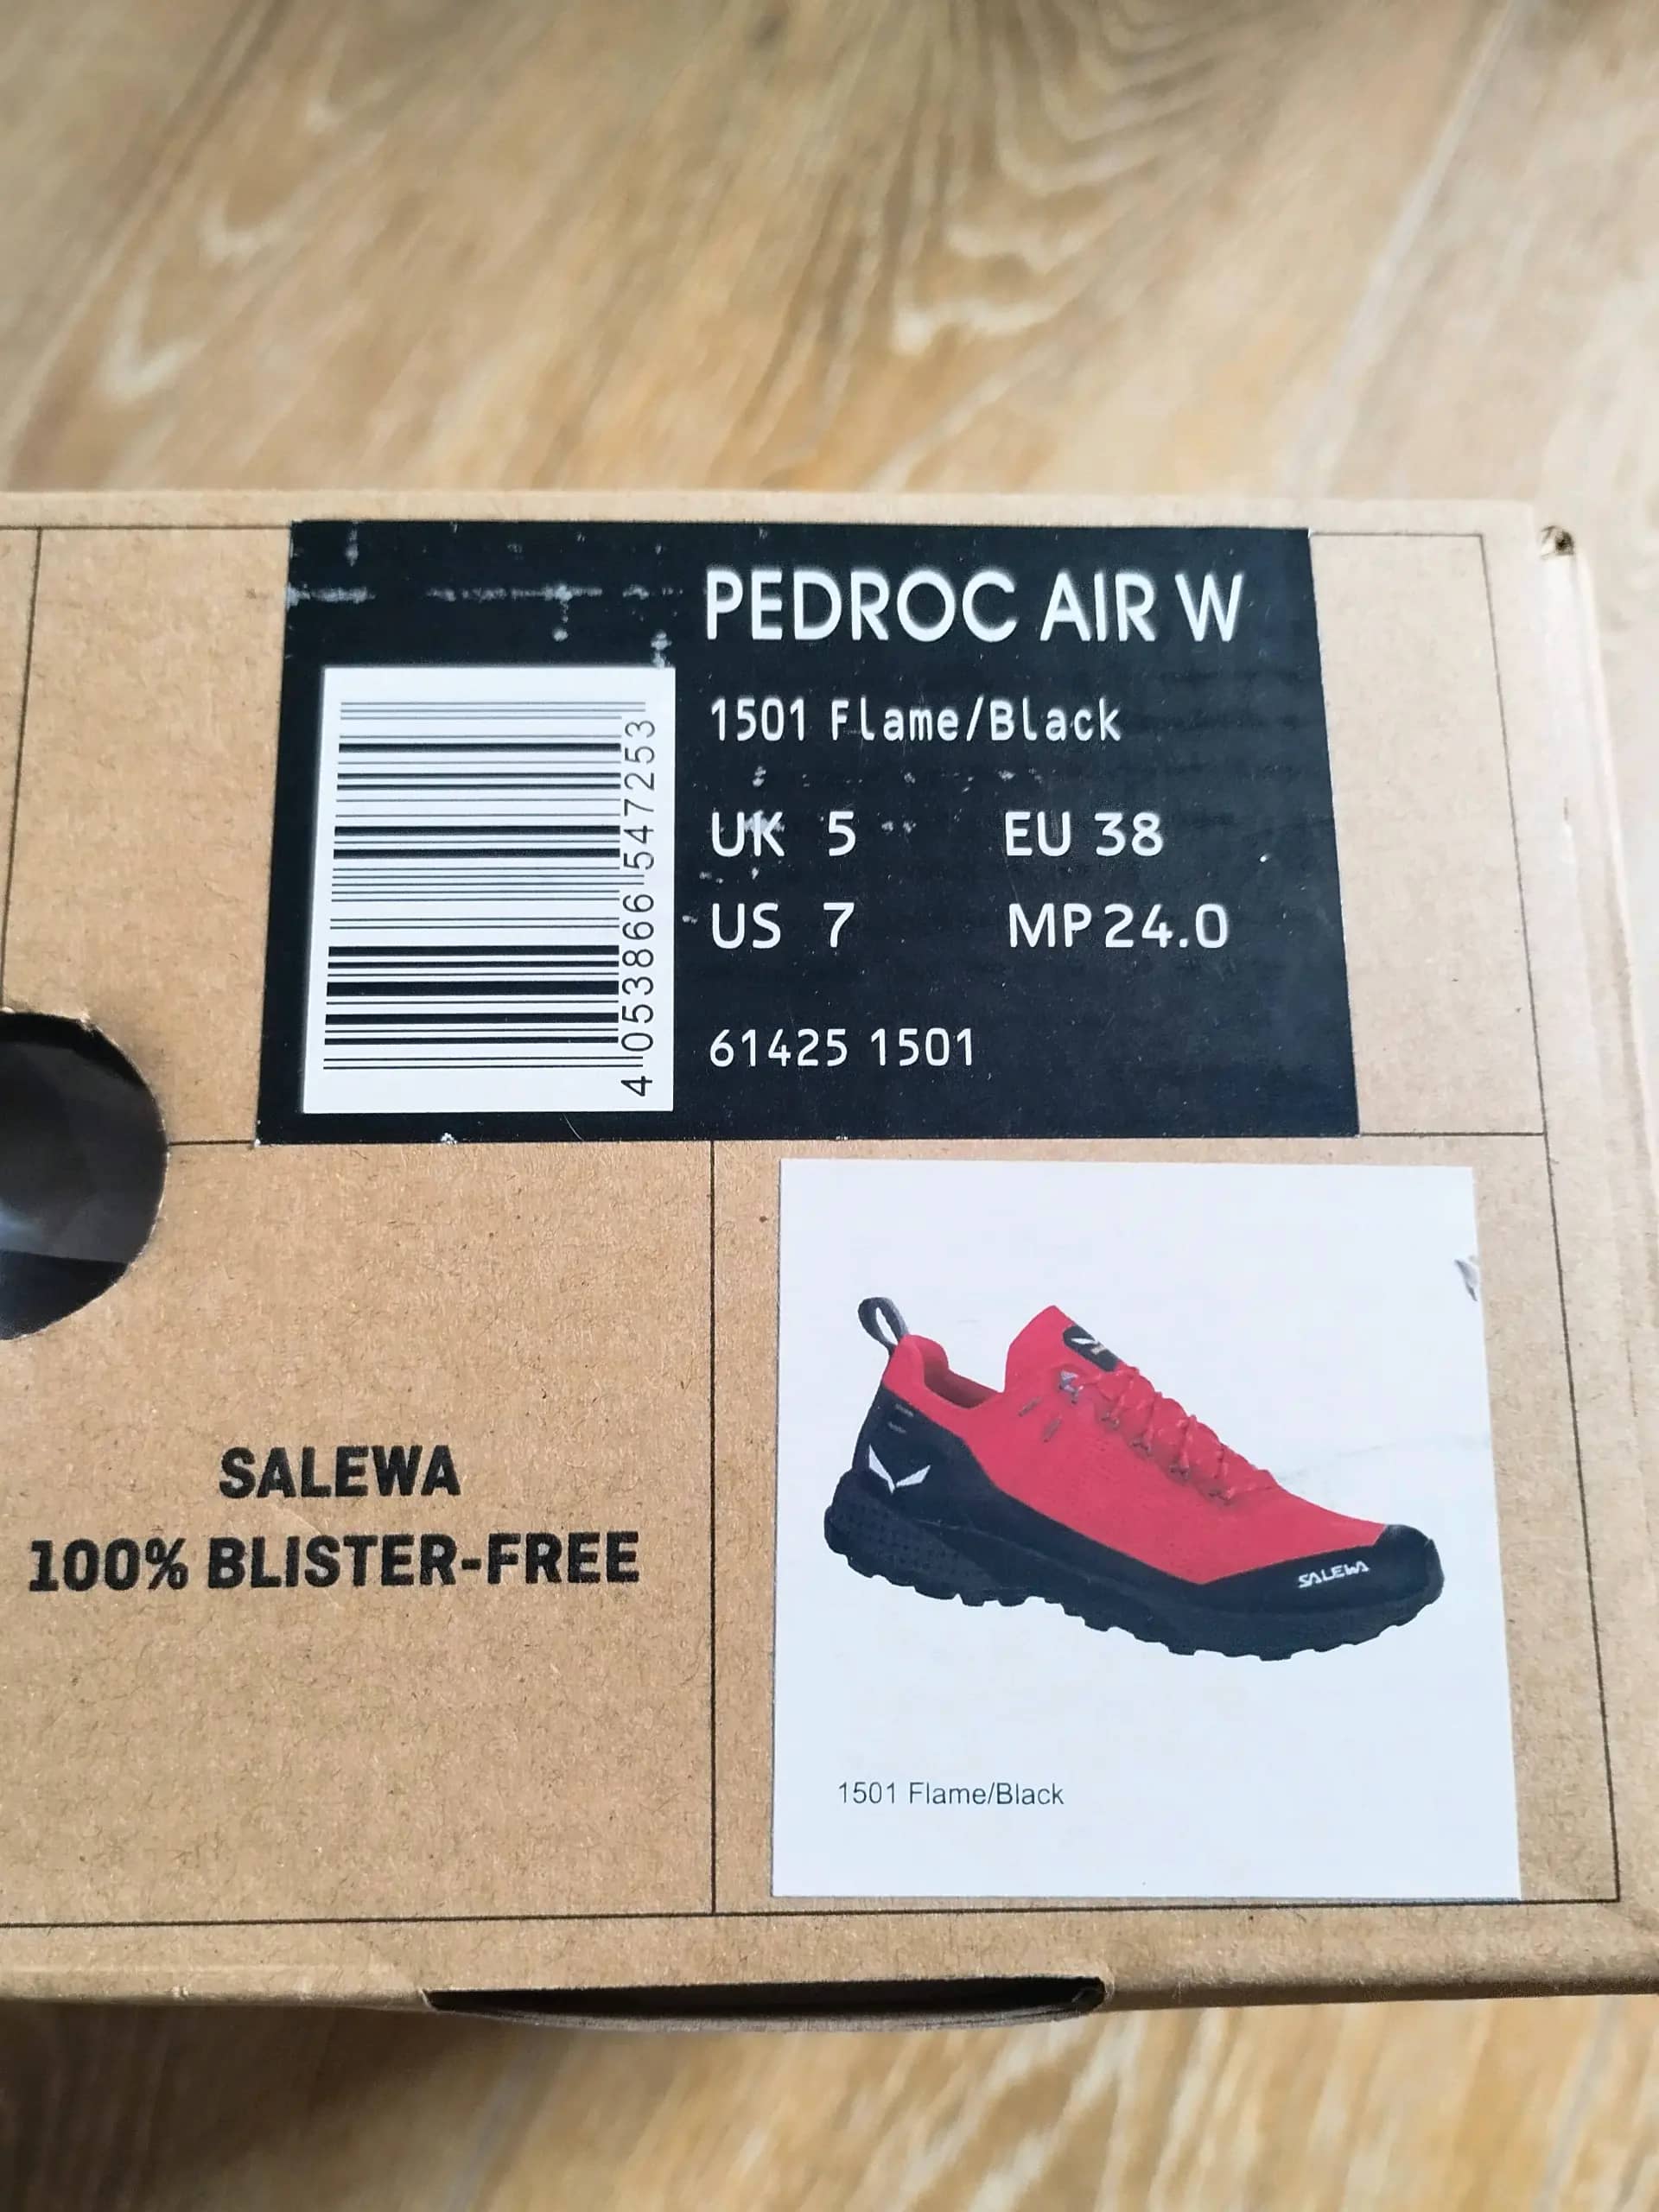 PEDROC AIR W
1501 Flame/Black
UK 5 EU 38
US 7 MP 24.0
61425 1501
4 053866 547253
SALEWA
100% BLISTER-FREE
SALEWA
1501 Flame/Black